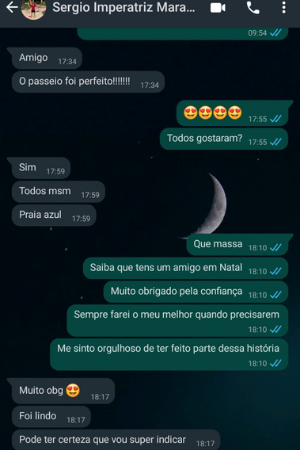 Sergio Imperatriz Mara...
09:54
Amigo 17:34
O passeio foi perfeito!!!!!!! 17:34
😍😍😍😍 17:55
Todos gostaram? 17:55
Sim 17:59
Todos msm 17:59
Praia azul 17:59
Que massa 18:10
Saiba que tens um amigo em Natal 18:10
Muito obrigado pela confiança 18:10
Sempre farei o meu melhor quando precisarem
18:10
Me sinto orgulhoso de ter feito parte dessa história
18:10
Muito obg 😍 18:17
Foi lindo 18:17
Pode ter certeza que vou super indicar 18:17